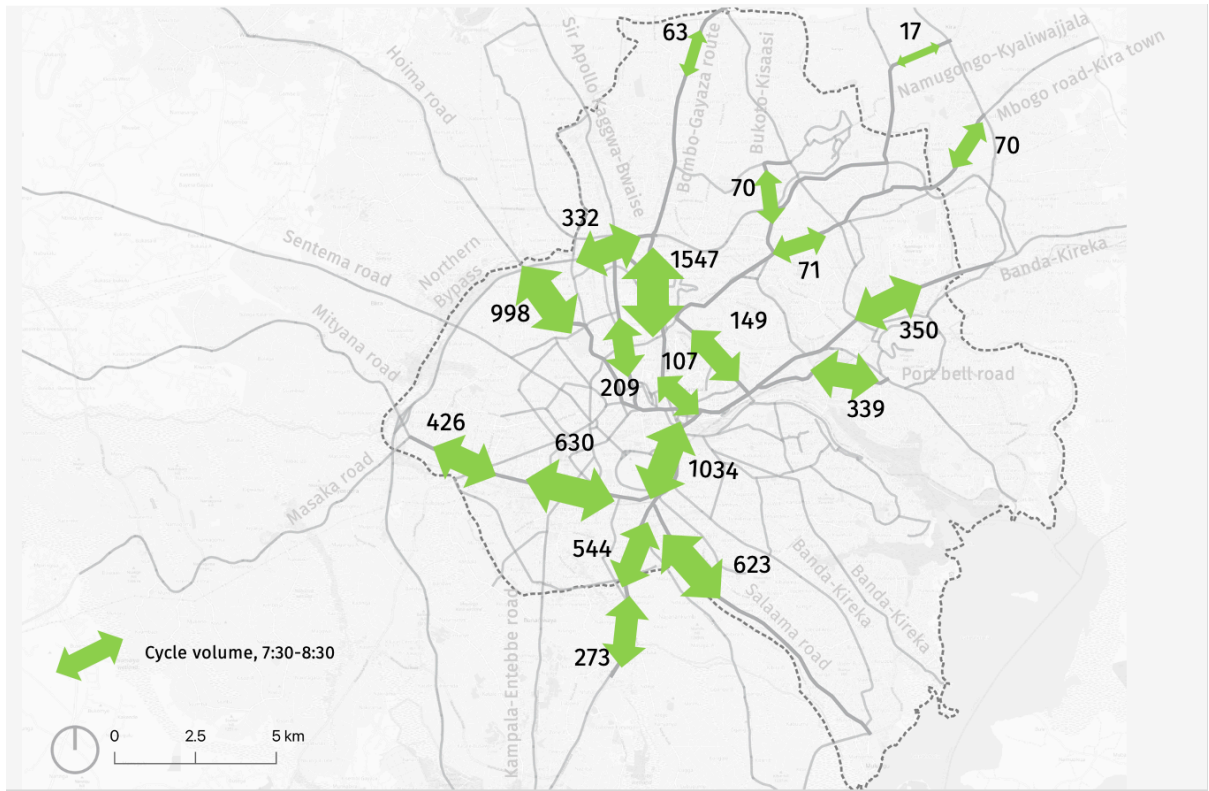 63
17
Hoima road
Sir Apollo Kaggwa-Bwaise
Bombo-Gayaza route
Bukoto-Kisaasi
Namugongo-Kyaliwajjala
Mbogo road-Kira town
70
70
332
1547
71
Sentema road
Northern
Bypass
Banda-Kireka
998
149
350
Mityana road
107
209
Port bell road
339
426
630
1034
Masaka road
544
623
Banda-Kireka
Banda-Kireka
Salaama road
Kampala-Entebbe road
273
Cycle volume, 7:30-8:30
0
2.5
5 km